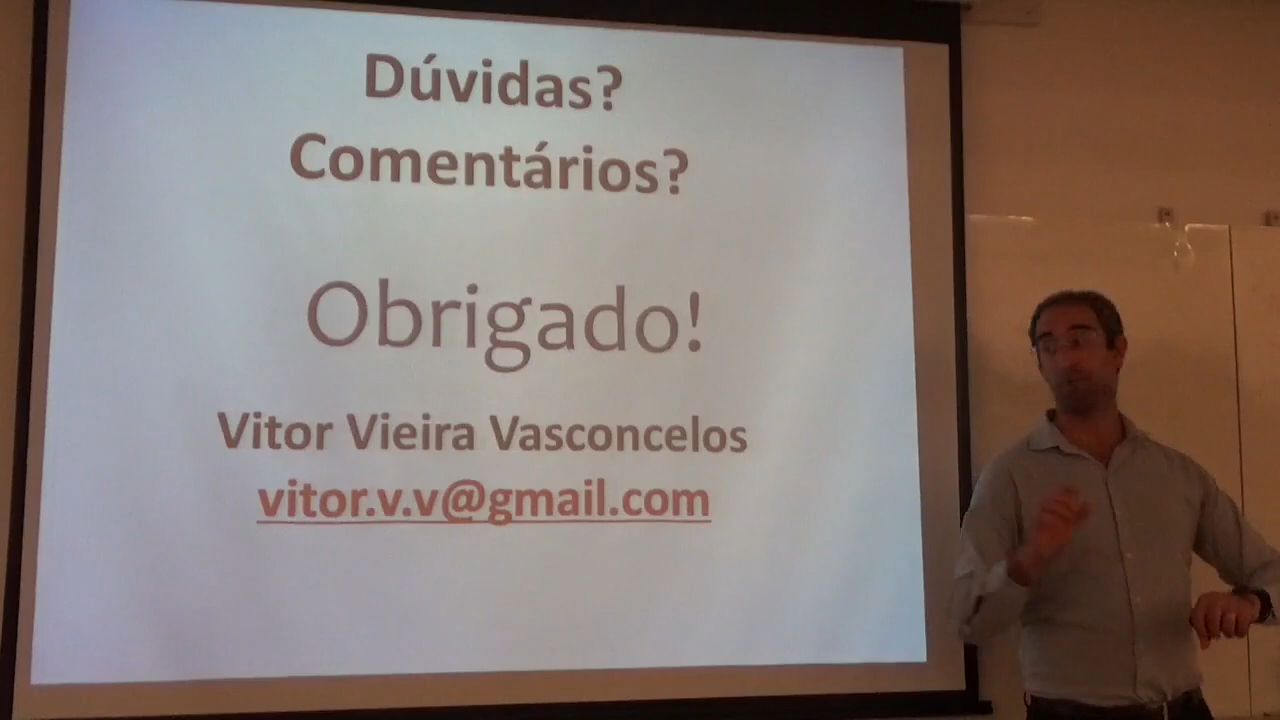 Dúvidas?
Comentários?
Obrigado!
Vitor Vieira Vasconcelos
vitor.v.v@gmail.com